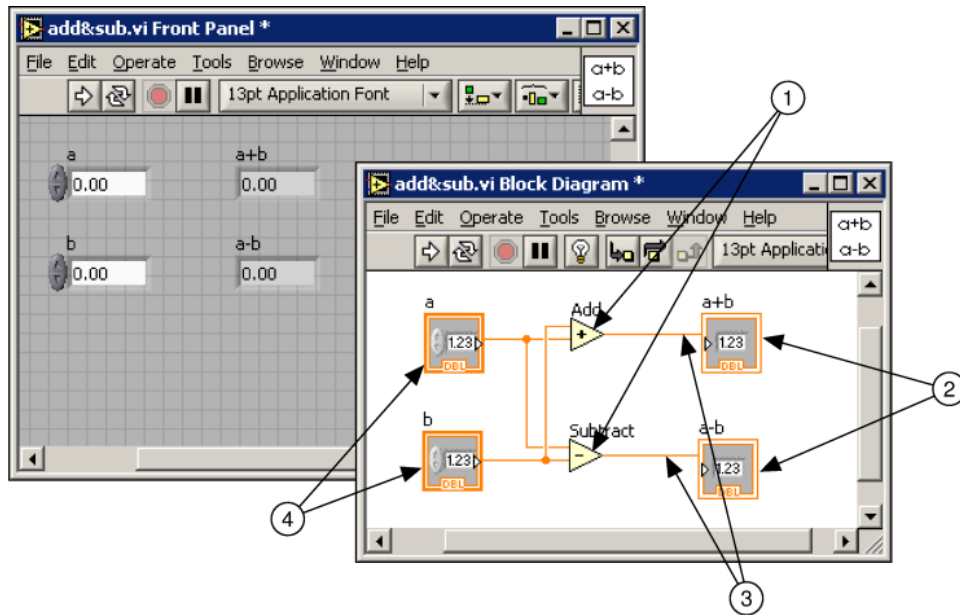 add&sub.vi Front Panel *
File Edit Operate Tools Browse Window Help
13pt Application Font
a+b
a-b
a
0.00
a+b
0.00
b
0.00
a-b
0.00
1
add&sub.vi Block Diagram *
File Edit Operate Tools Browse Window Help
13pt Applicatio
a+b
a-b
a
1.23
DBL
Add
+
a+b
1.23
DBL
2
b
1.23
DBL
Subtract
-
a-b
1.23
DBL
4
3